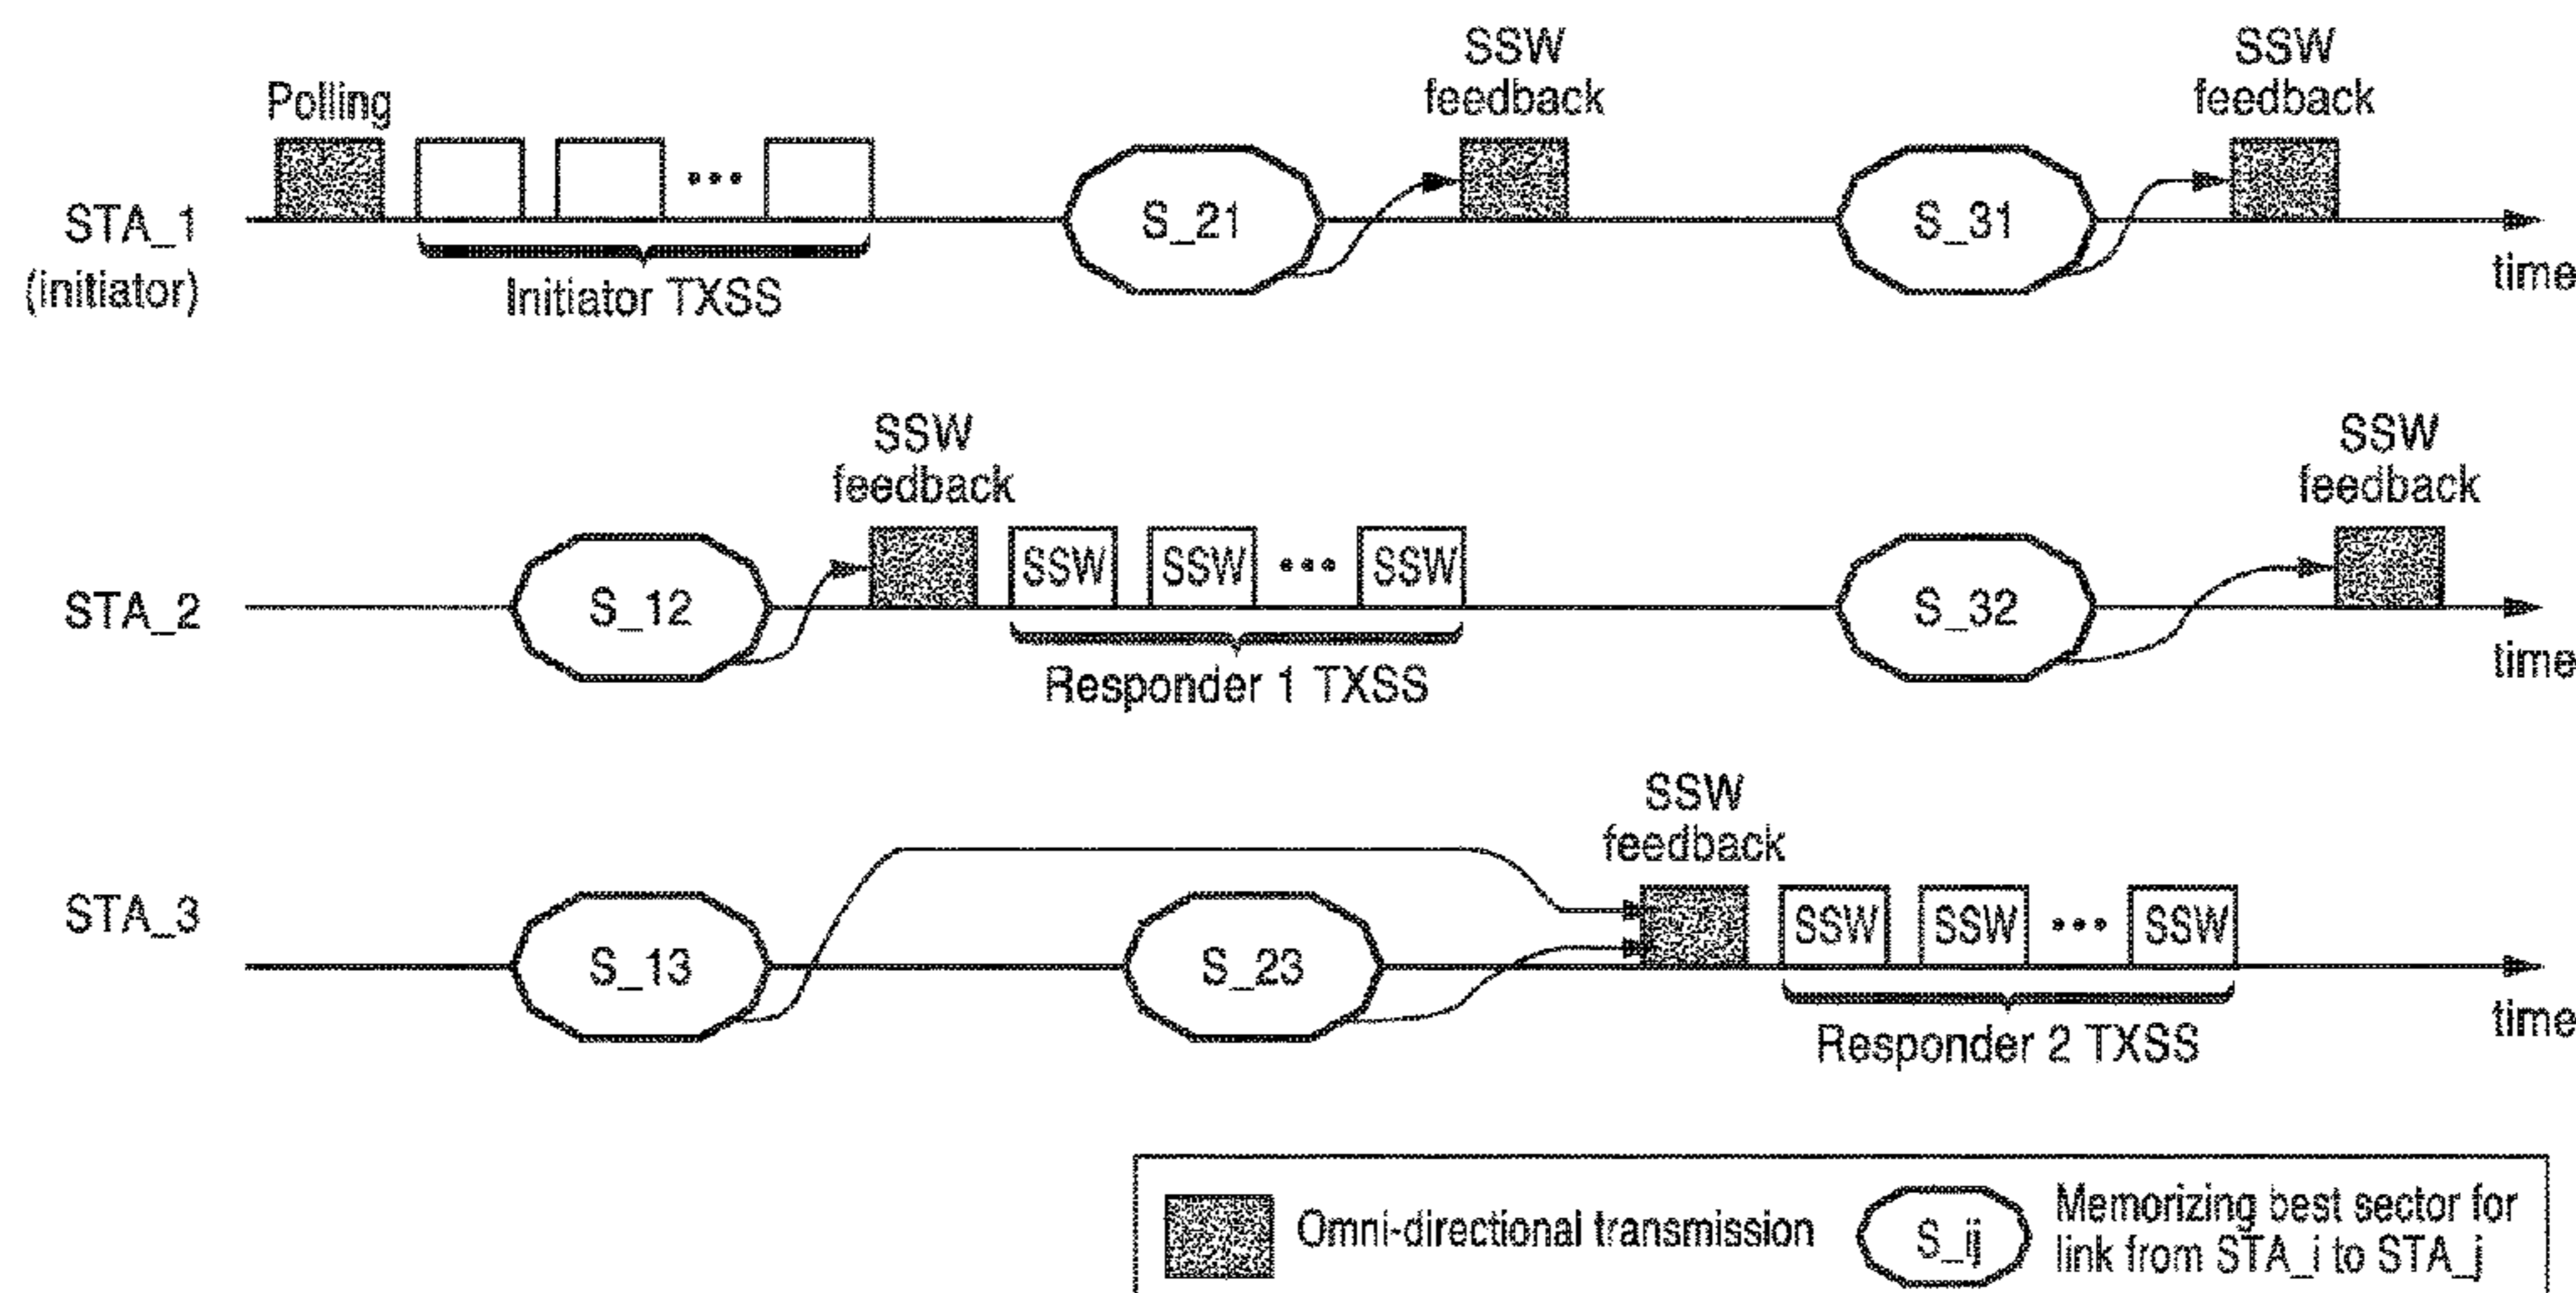 Polling
SSW
feedback
SSW
feedback
STA_1
(initiator)
S_21
S_31
Initiator TXSS
time
SSW
feedback
SSW
feedback
STA_2
S_12
SSW
SSW
SSW
S_32
Responder 1 TXSS
time
SSW
feedback
STA_3
S_13
S_23
SSW
SSW
SSW
Responder 2 TXSS
time
Omni-directional transmission
S_ij
Memorizing best sector for
link from STA_i to STA_j